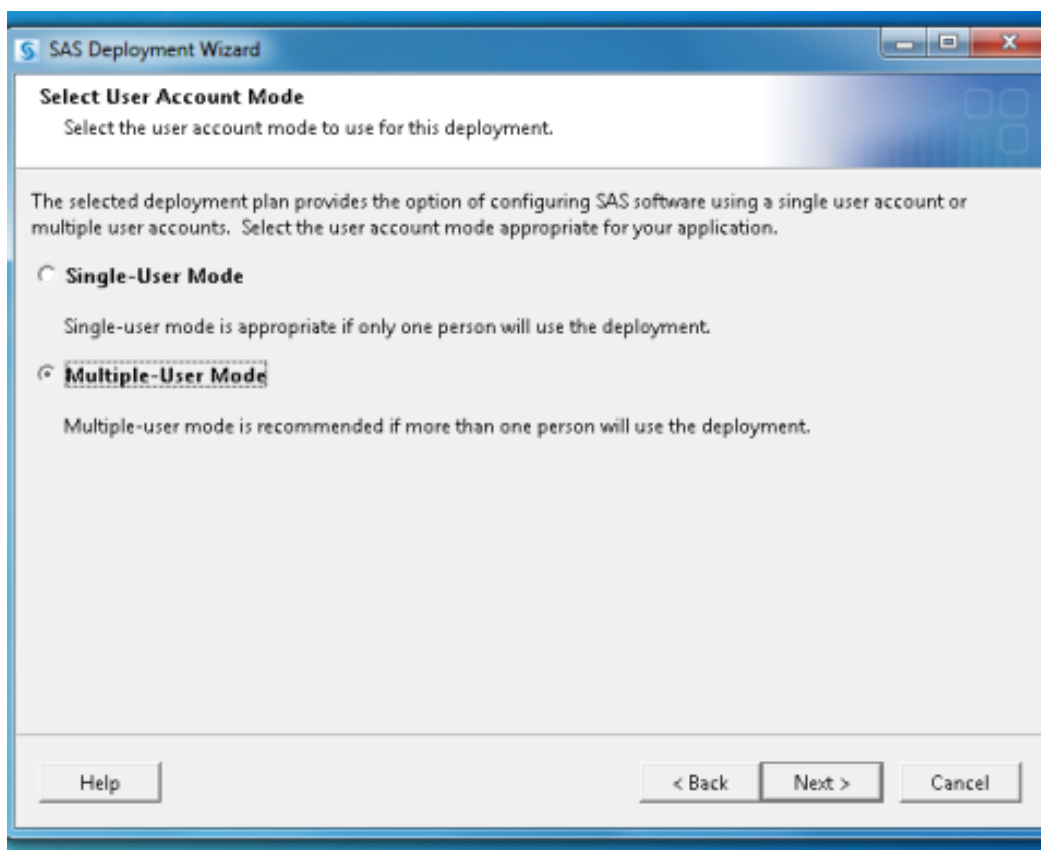 SAS Deployment Wizard
Select User Account Mode
Select the user account mode to use for this deployment.
The selected deployment plan provides the option of configuring SAS software using a single user account or
multiple user accounts. Select the user account mode appropriate for your application.
Single-User Mode
Single-user mode is appropriate if only one person will use the deployment.
Multiple-User Mode
Multiple-user mode is recommended if more than one person will use the deployment.
Help
< Back
Next >
Cancel